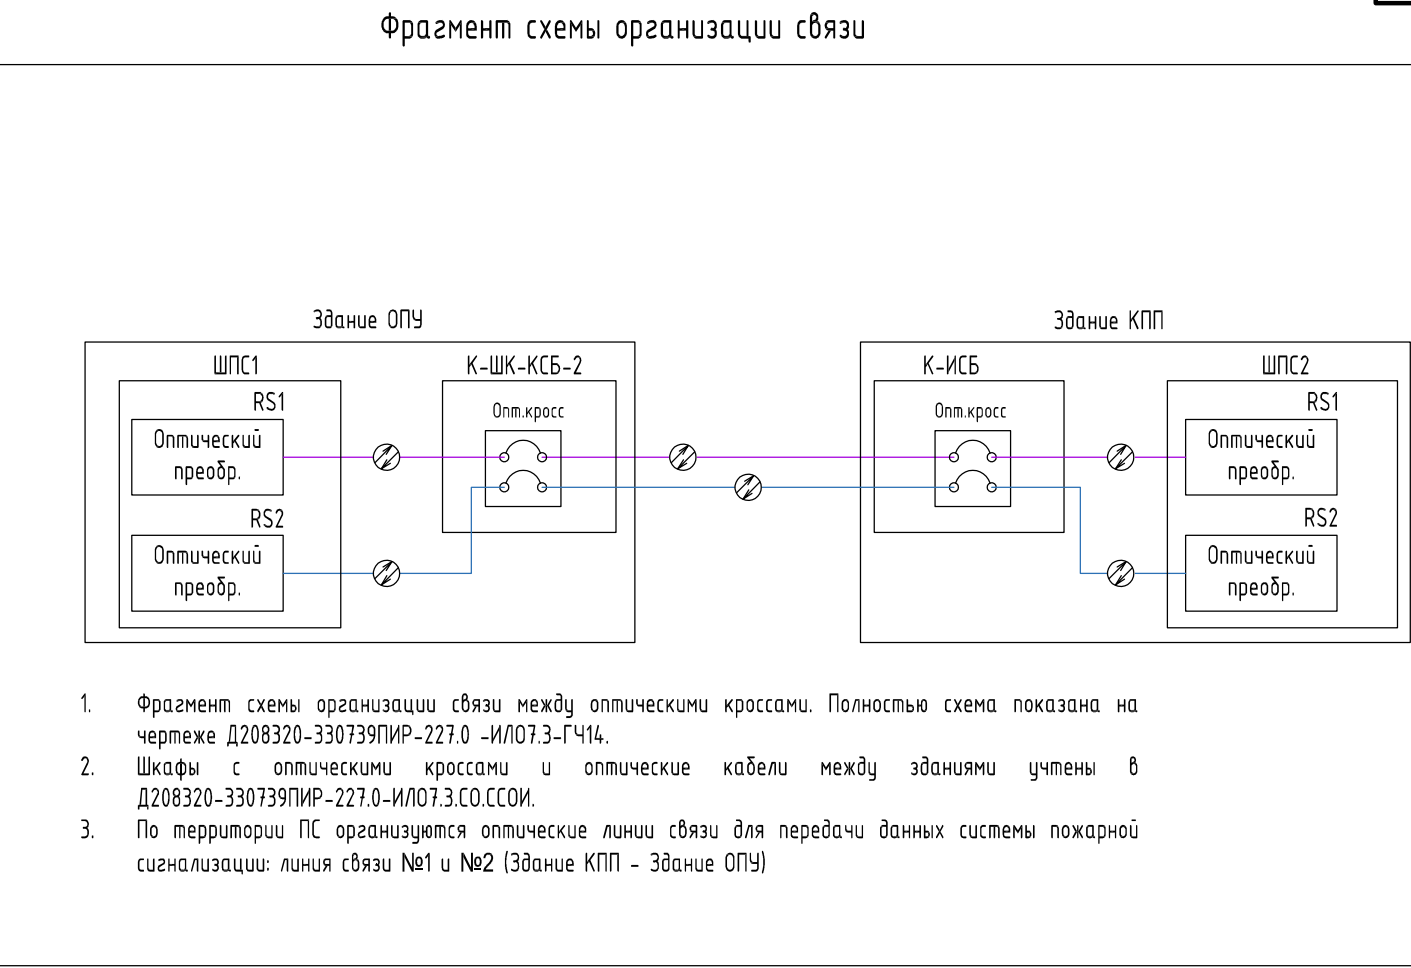 Фрагмент схемы организации связи
Здание ОПУ
Здание КПП
ШПС1
К-ШК-КСБ-2
К-ИСБ
ШПС2
RS1
Опт.кросс
Опт.кросс
RS1
Оптический
преобр.
Оптический
преобр.
RS2
RS2
Оптический
преобр.
Оптический
преобр.
1. Фрагмент схемы организации связи между оптическими кроссами. Полностью схема показана на
чертеже Д208320-330739ПИР-227.0 -ИЛО7.3-ГЧ14.
2. Шкафы с оптическими кроссами и оптические кабели между зданиями учтены в
Д208320-330739ПИР-227.0-ИЛО7.3.СО.ССОИ.
3. По территории ПС организуются оптические линии связи для передачи данных системы пожарной
сигнализации: линия связи №1 и №2 (Здание КПП - Здание ОПУ)